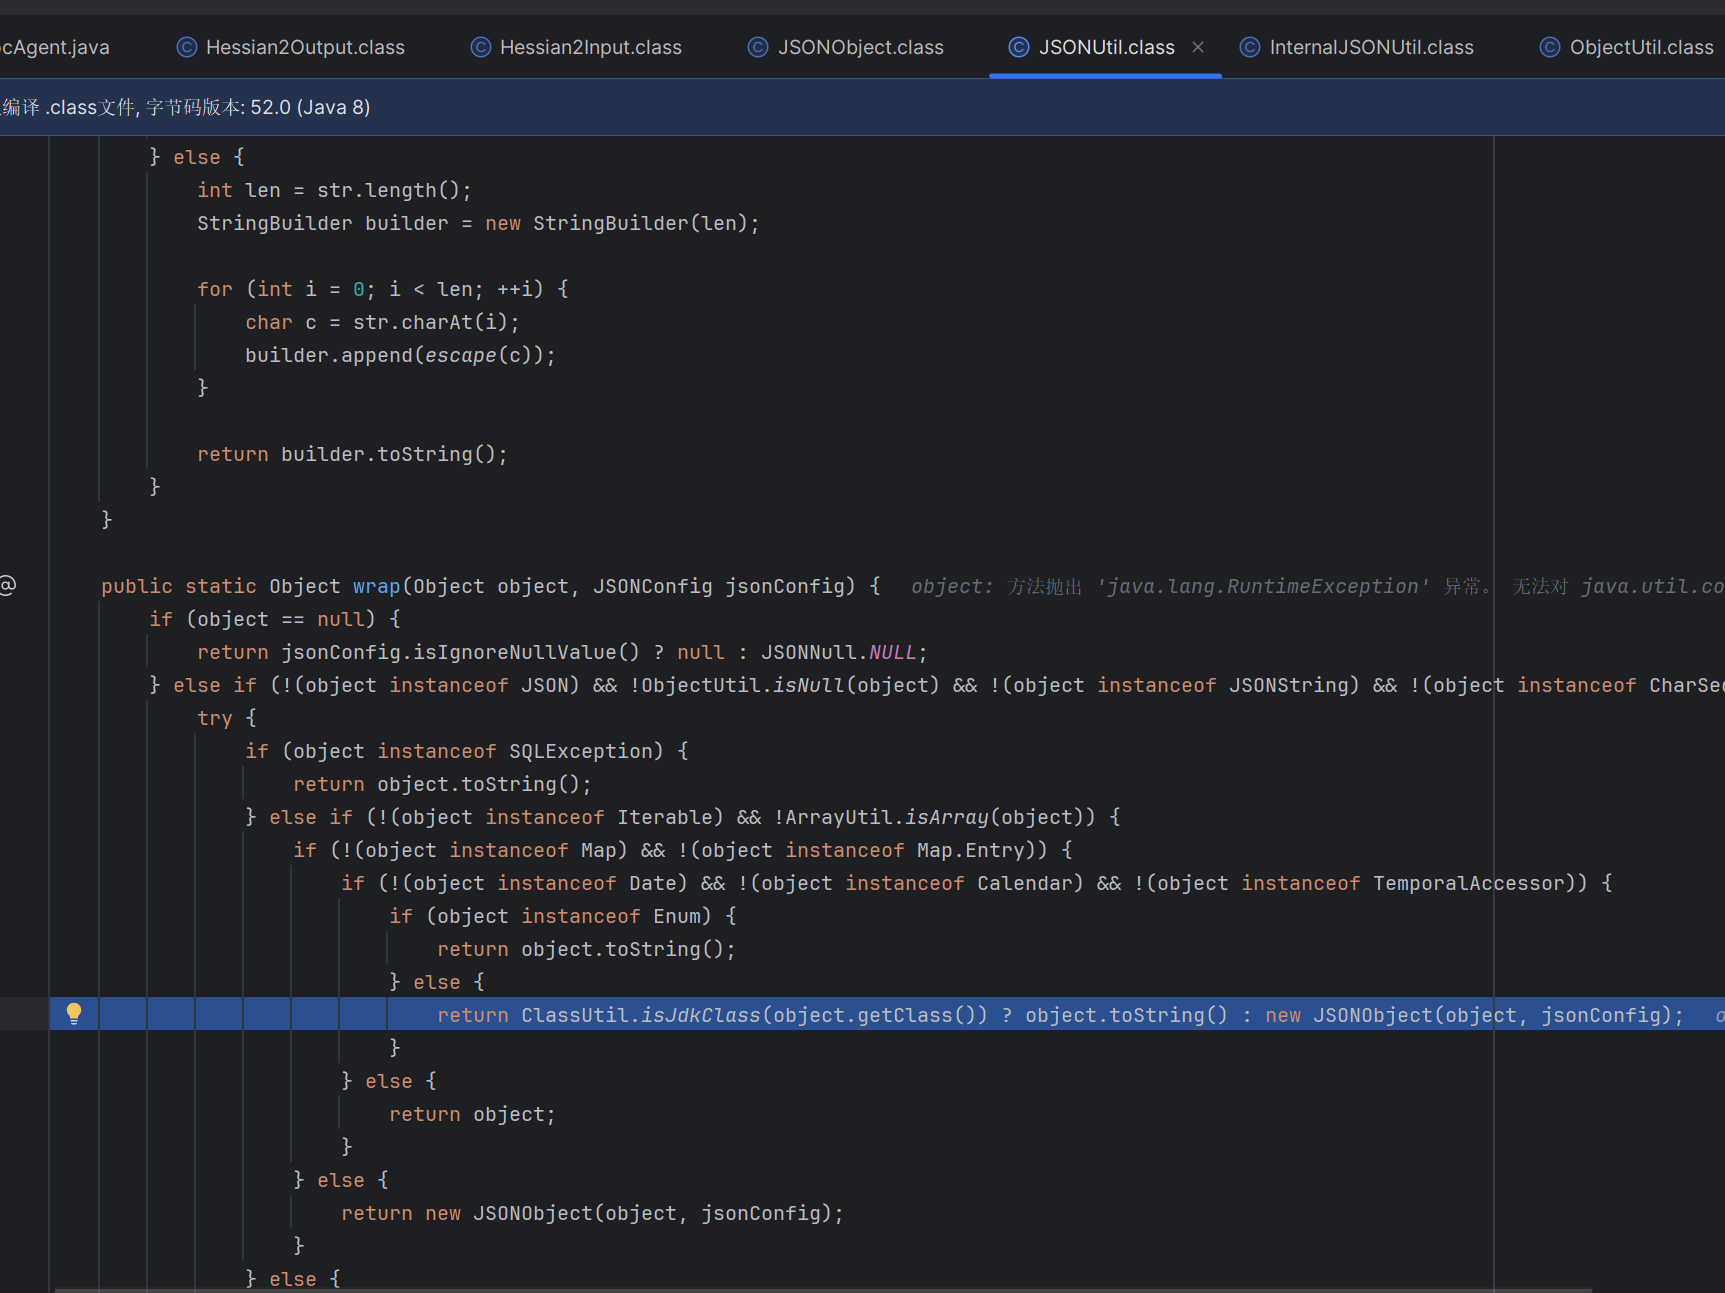 ocAgent.java Hessian2Output.class Hessian2Input.class JSONObject.class JSONUtil.class InternalJSONUtil.class ObjectUtil.class
编译 .class文件, 字节码版本: 52.0 (Java 8)
} else {
int len = str.length();
StringBuilder builder = new StringBuilder(len);
for (int i = 0; i < len; ++i) {
char c = str.charAt(i);
builder.append(escape(c));
}
return builder.toString();
}
}
public static Object wrap(Object object, JSONConfig jsonConfig) { object: 方法抛出 'java.lang.RuntimeException' 异常。 无法对 java.util.co
if (object == null) {
return jsonConfig.isIgnoreNullValue() ? null : JSONNull.NULL;
} else if (!(object instanceof JSON) && !ObjectUtil.isNull(object) && !(object instanceof JSONString) && !(object instanceof CharSe
try {
if (object instanceof SQLException) {
return object.toString();
} else if (!(object instanceof Iterable) && !ArrayUtil.isArray(object)) {
if (!(object instanceof Map) && !(object instanceof Map.Entry)) {
if (!(object instanceof Date) && !(object instanceof Calendar) && !(object instanceof TemporalAccessor)) {
if (object instanceof Enum) {
return object.toString();
} else {
return ClassUtil.isJdkClass(object.getClass()) ? object.toString() : new JSONObject(object, jsonConfig);
}
} else {
return object;
}
} else {
return new JSONObject(object, jsonConfig);
}
} else {